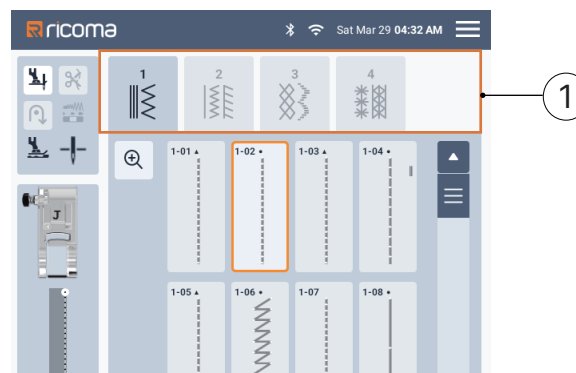 ricoma
Sat Mar 29 04:32 AM
1 2 3 4
1
1-01 ▲ 1-02 • 1-03 ▲ 1-04 •
J
1-05 ▲ 1-06 • 1-07 1-08 •